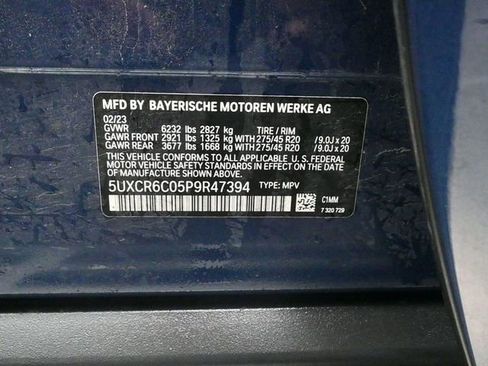 MFD BY BAYERISCHE MOTOREN WERKE AG
02/23
GVWR 6232 lbs 2827 kg TIRE / RIM
GAWR FRONT 2921 lbs 1325 kg WITH 275/45 R20 / 9.0J x 20
GAWR REAR 3677 lbs 1668 kg WITH 275/45 R20 / 9.0J x 20
THIS VEHICLE CONFORMS TO ALL APPLICABLE U.S. FEDERAL MOTOR VEHICLE
SAFETY STANDARDS IN EFFECT ON THE DATE OF MANUFACTURE SHOWN ABOVE.
5UXCR6C05P9R47394 TYPE: MPV
C1MM
7 320 729